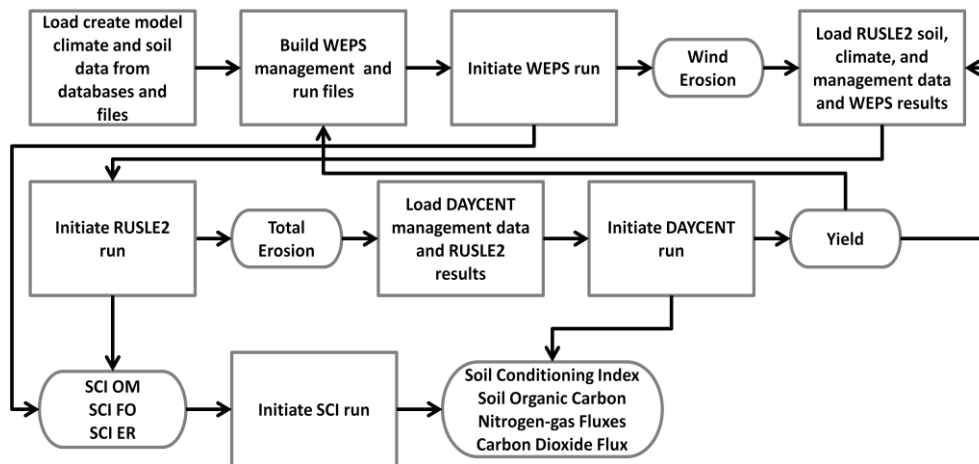 Load create model
climate and soil
data from
databases and
files
Build WEPS
management and
run files
Initiate WEPS run
Wind
Erosion
Load RUSLE2 soil,
climate, and
management data
and WEPS results
Initiate RUSLE2
run
Total
Erosion
Load DAYCENT
management data
and RUSLE2
results
Initiate DAYCENT
run
Yield
SCI OM
SCI FO
SCI ER
Initiate SCI run
Soil Conditioning Index
Soil Organic Carbon
Nitrogen-gas Fluxes
Carbon Dioxide Flux